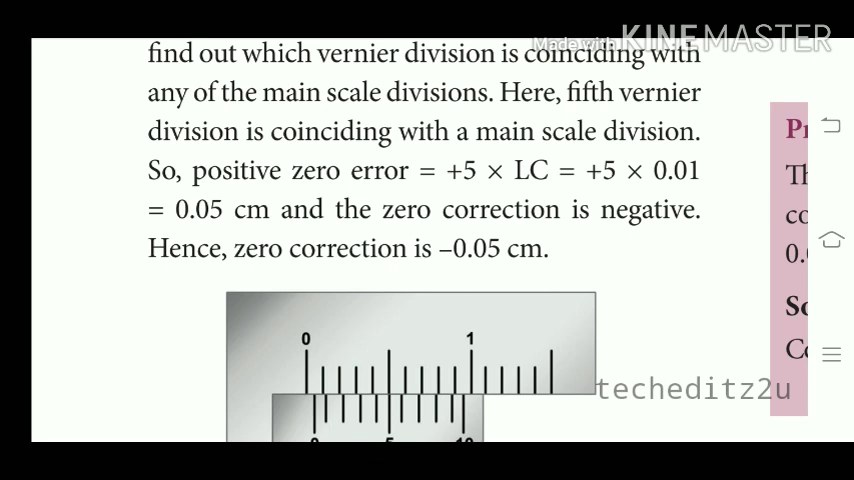 Made with KINEMASTER
find out which vernier division is coinciding with
any of the main scale divisions. Here, fifth vernier
division is coinciding with a main scale division.
So, positive zero error = +5 × LC = +5 × 0.01
= 0.05 cm and the zero correction is negative.
Hence, zero correction is –0.05 cm.
0 1
0 5 10
techeditz2u